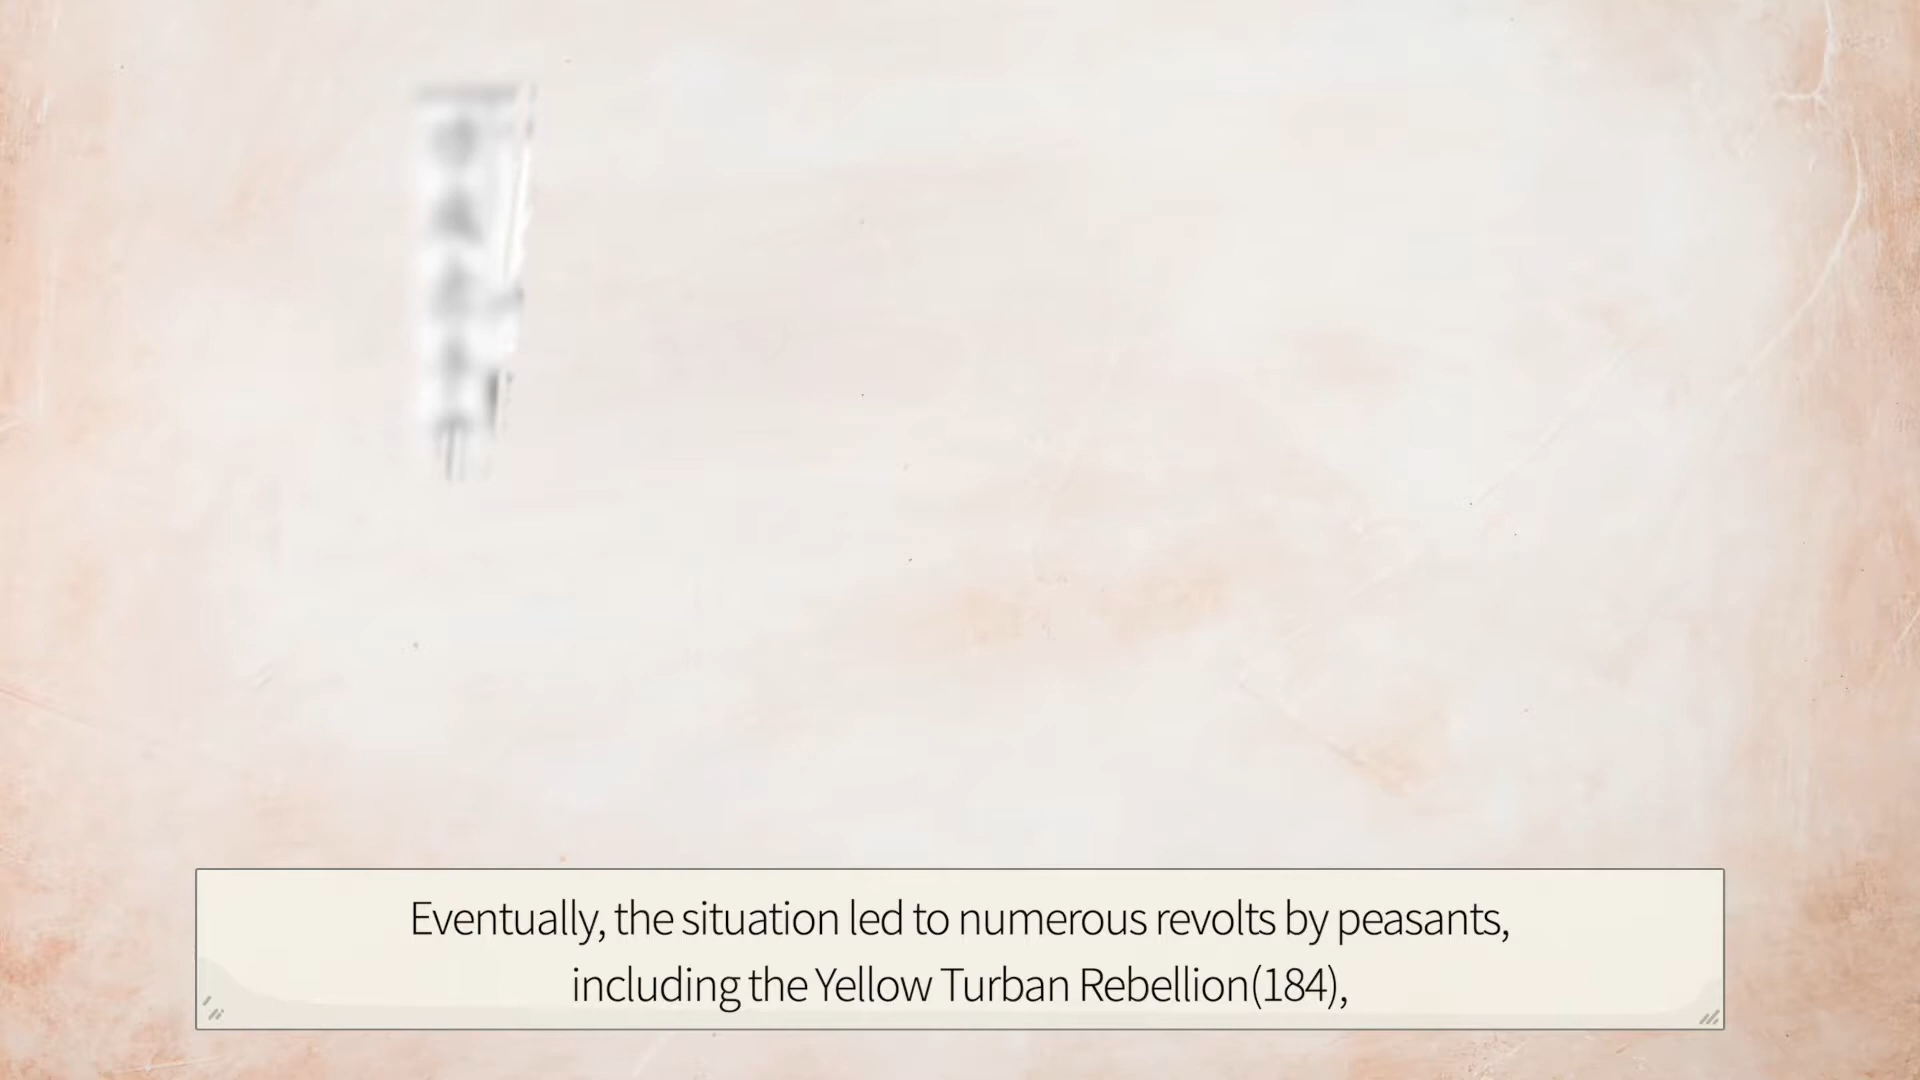 Eventually, the situation led to numerous revolts by peasants,
including the Yellow Turban Rebellion(184),